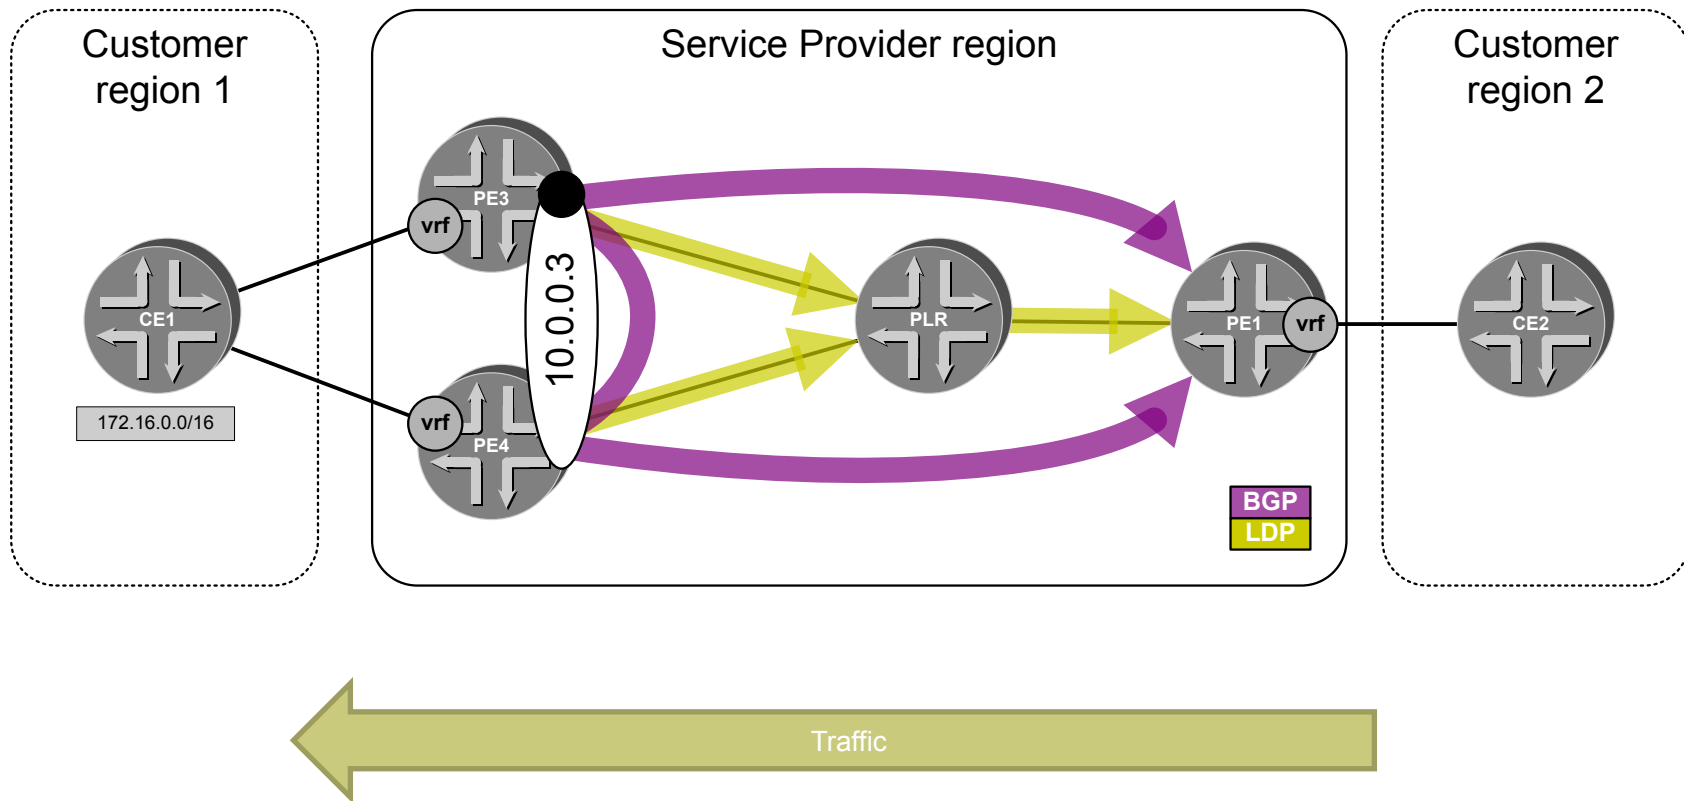 Customer
region 1
Service Provider region
Customer
region 2
PE3
vrf
10.0.0.3
CE1
PLR
PE1
vrf
CE2
172.16.0.0/16
vrf
PE4
BGP
LDP
Traffic